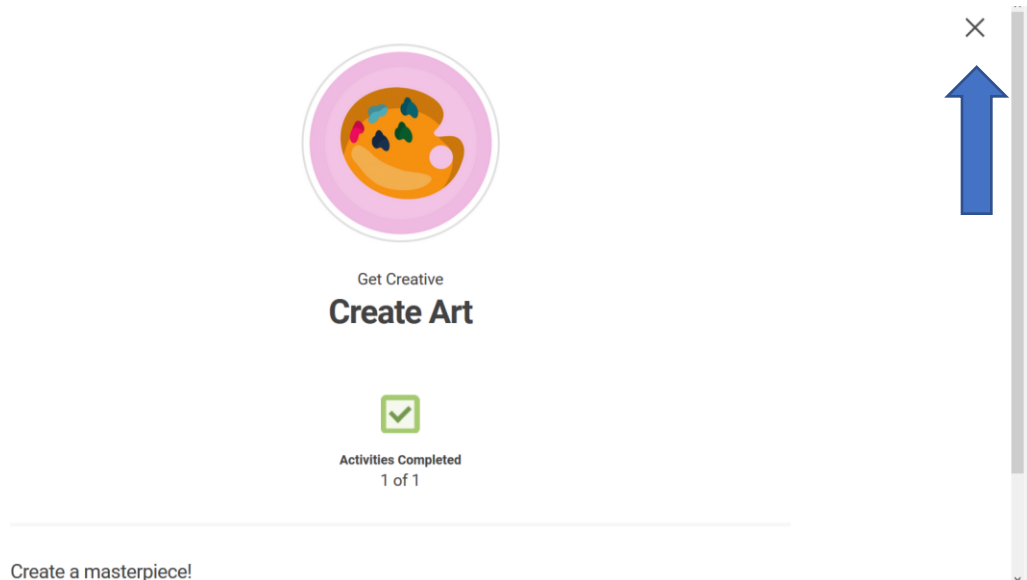 Get Creative
Create Art
Activities Completed
1 of 1
Create a masterpiece!